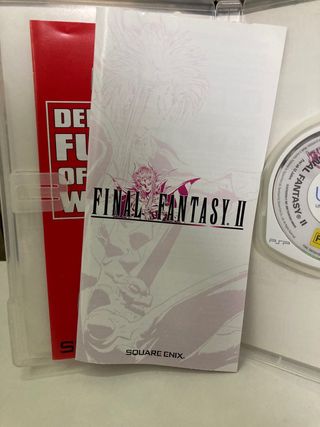 DE
FU
OF
W
S
FINAL FANTASY II
SQUARE ENIX
FINAL FANTASY® II
PSP